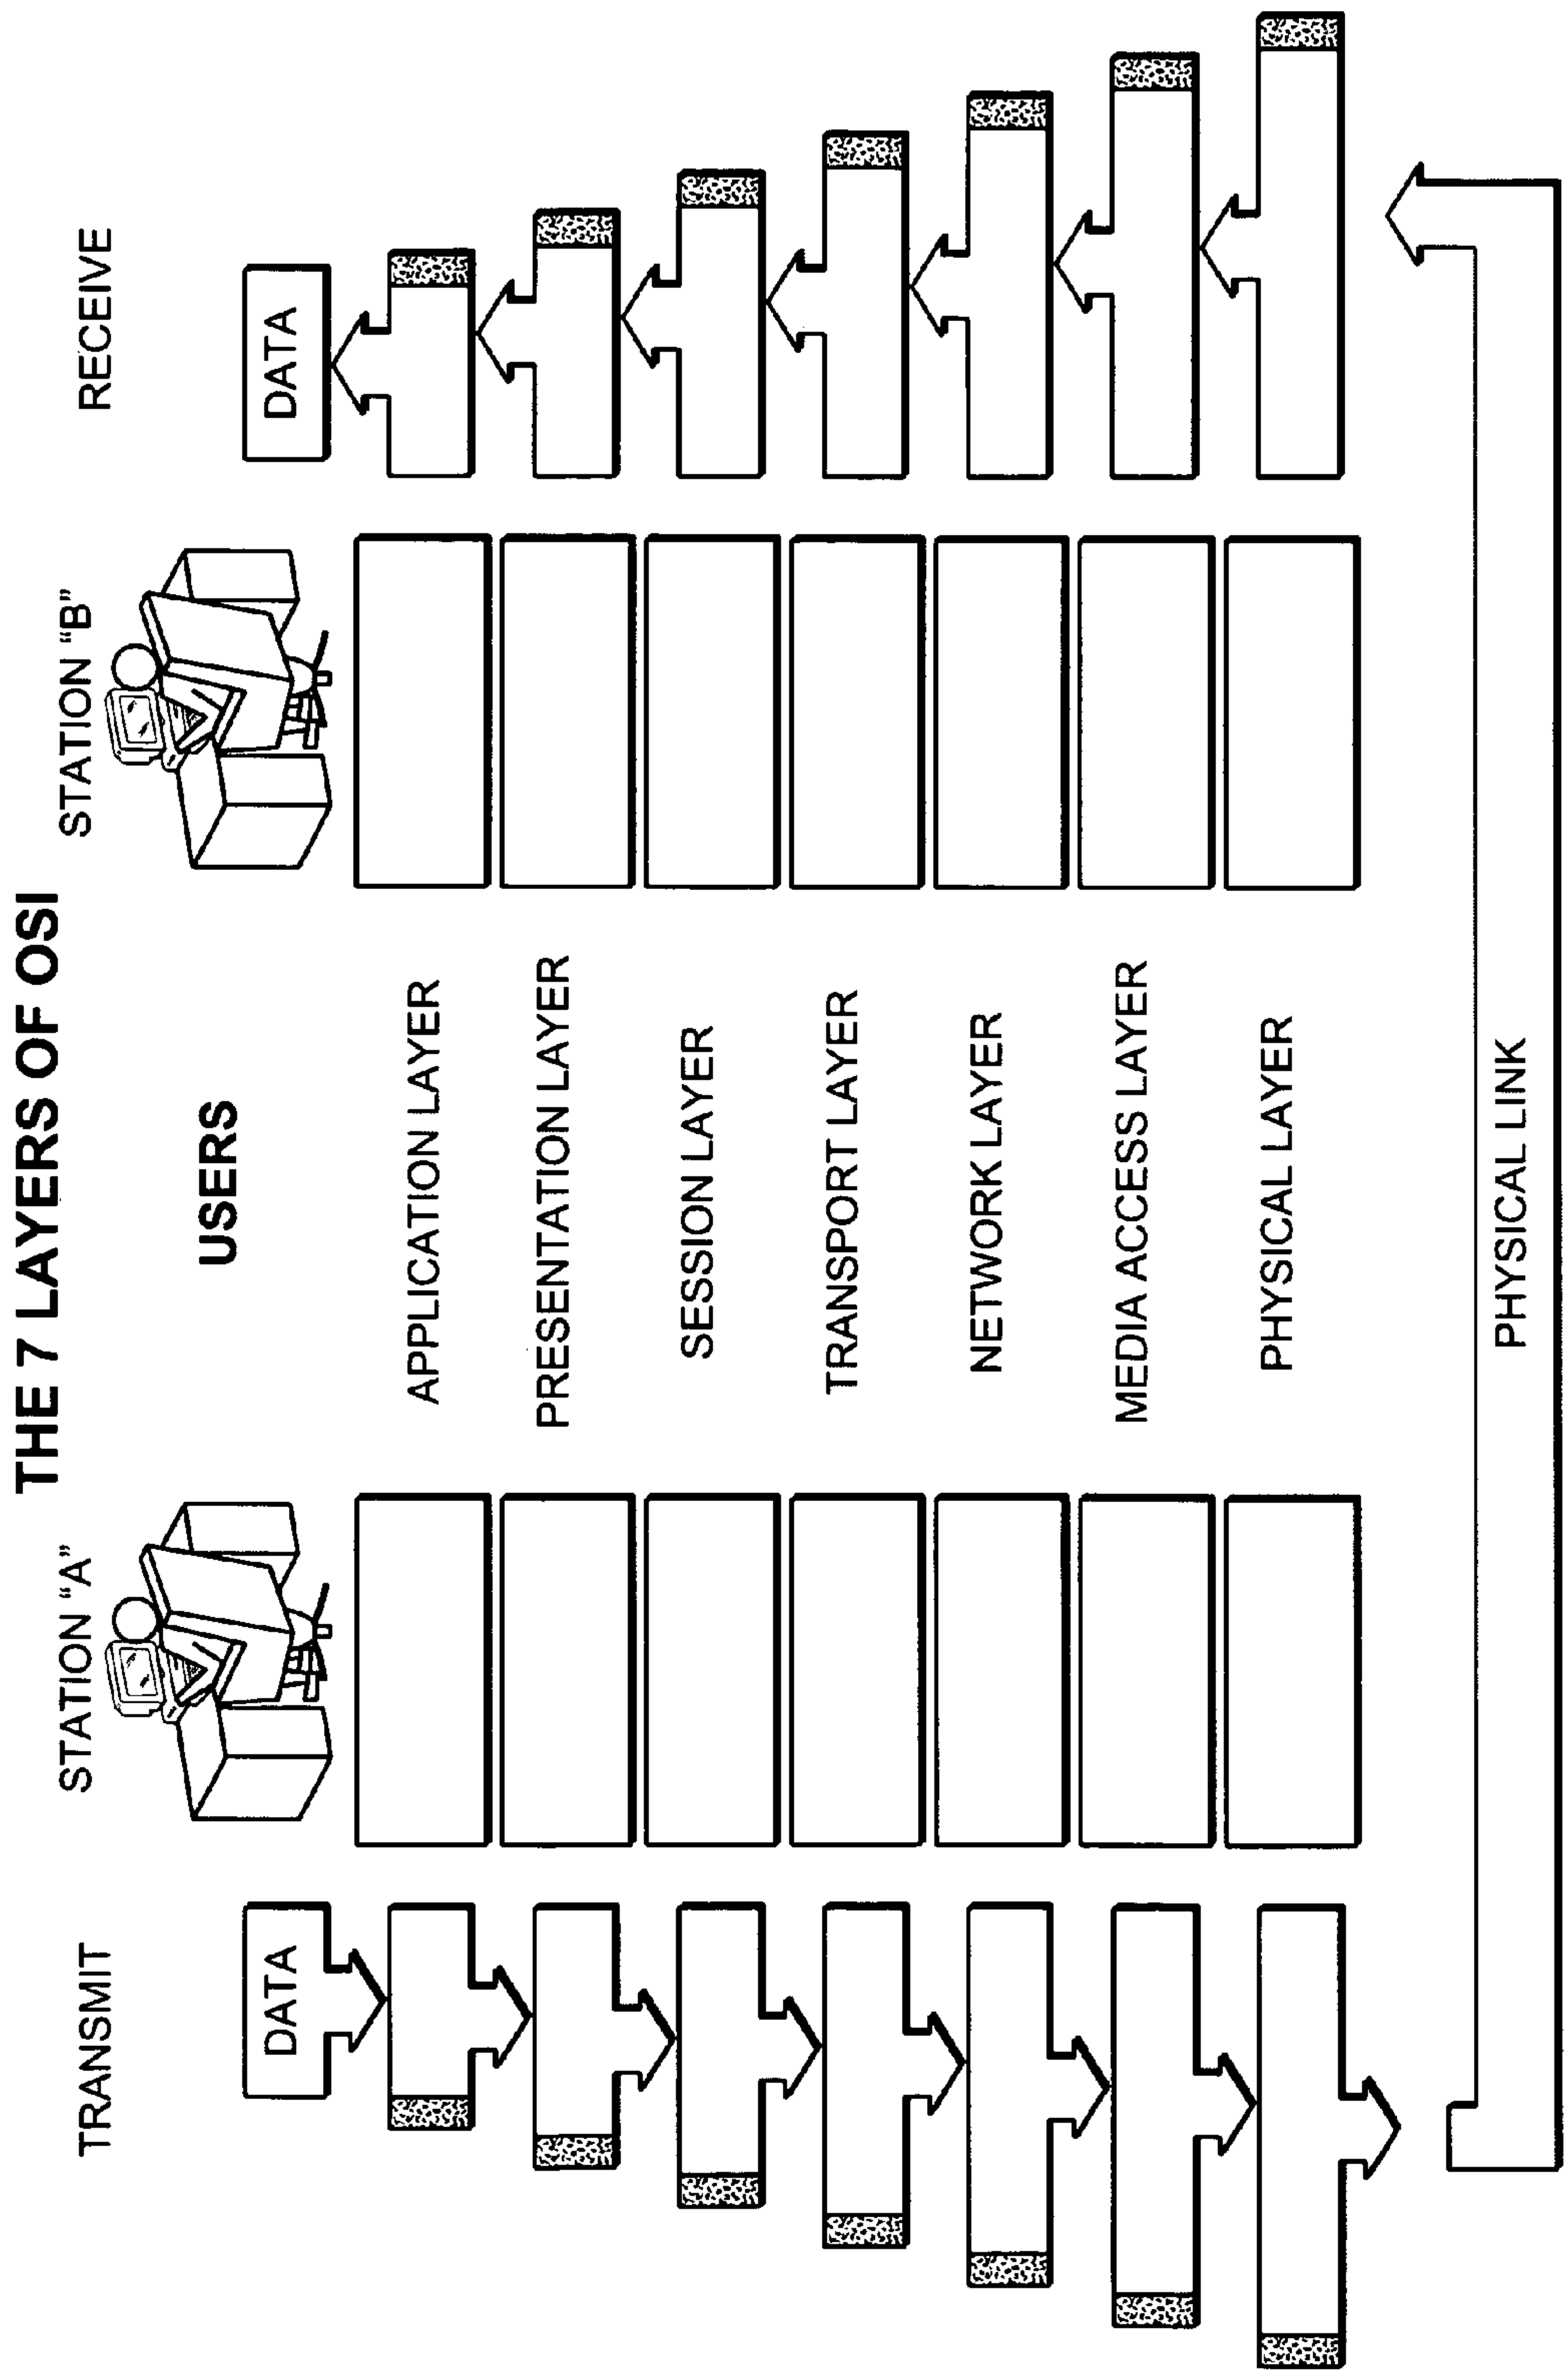 THE 7 LAYERS OF OSI
TRANSMIT
STATION "A"
STATION "B"
RECEIVE
USERS
DATA
DATA
APPLICATION LAYER
PRESENTATION LAYER
SESSION LAYER
TRANSPORT LAYER
NETWORK LAYER
MEDIA ACCESS LAYER
PHYSICAL LAYER
PHYSICAL LINK